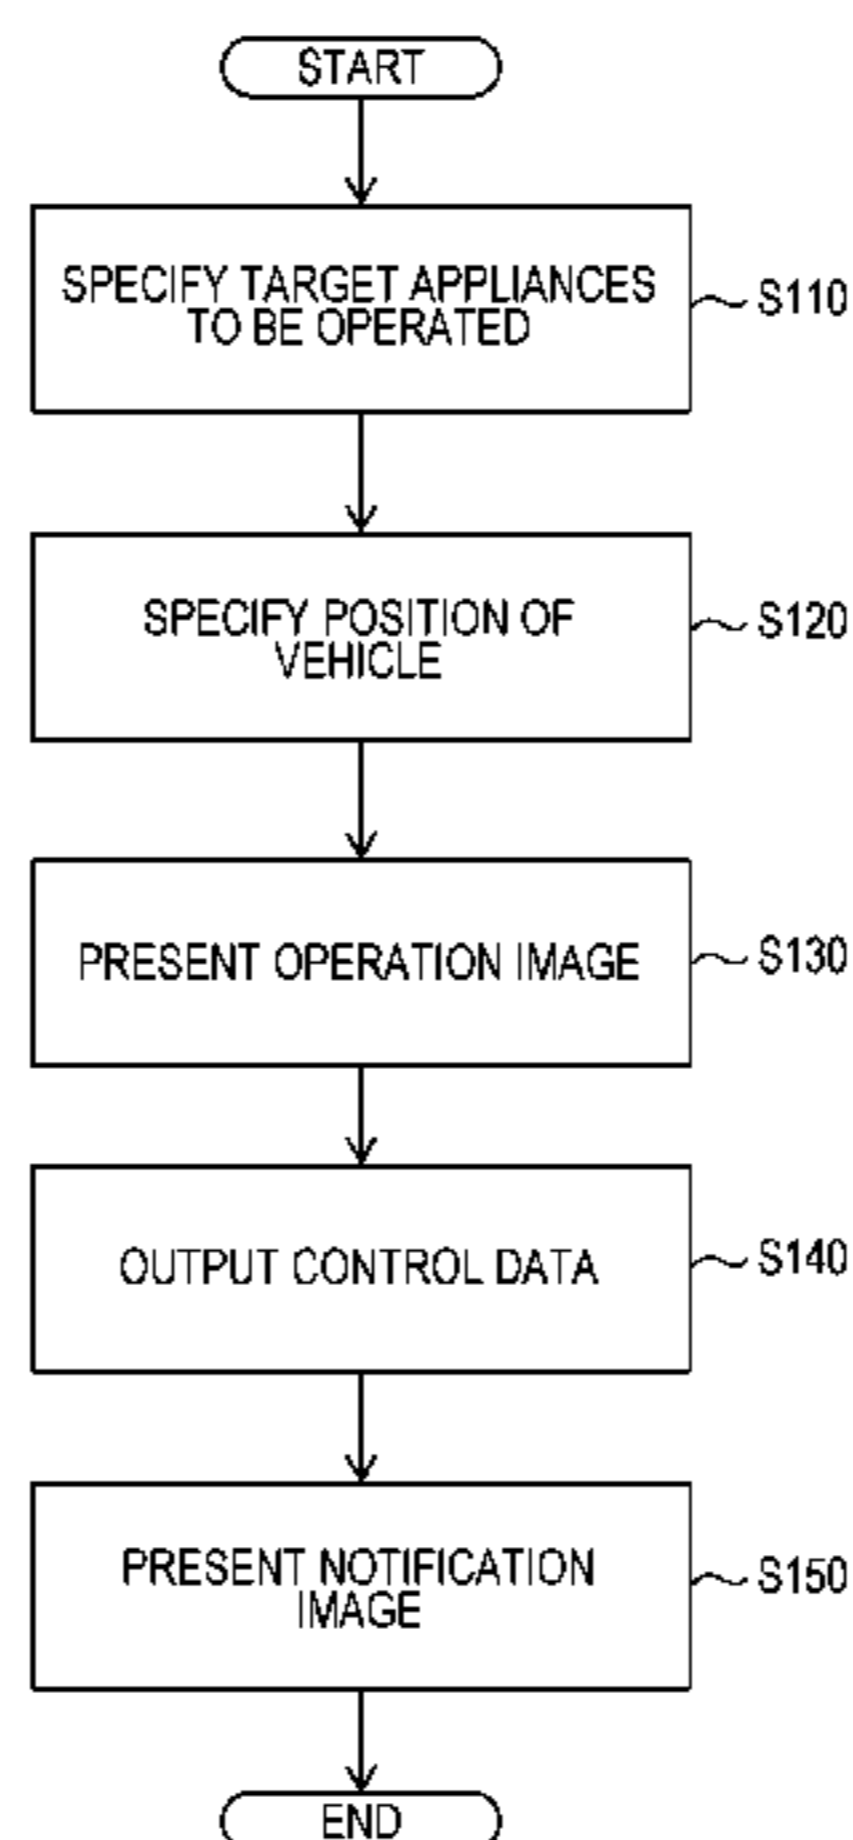 START
SPECIFY TARGET APPLIANCES
TO BE OPERATED
S110
SPECIFY POSITION OF
VEHICLE
S120
PRESENT OPERATION IMAGE
S130
OUTPUT CONTROL DATA
S140
PRESENT NOTIFICATION
IMAGE
S150
END